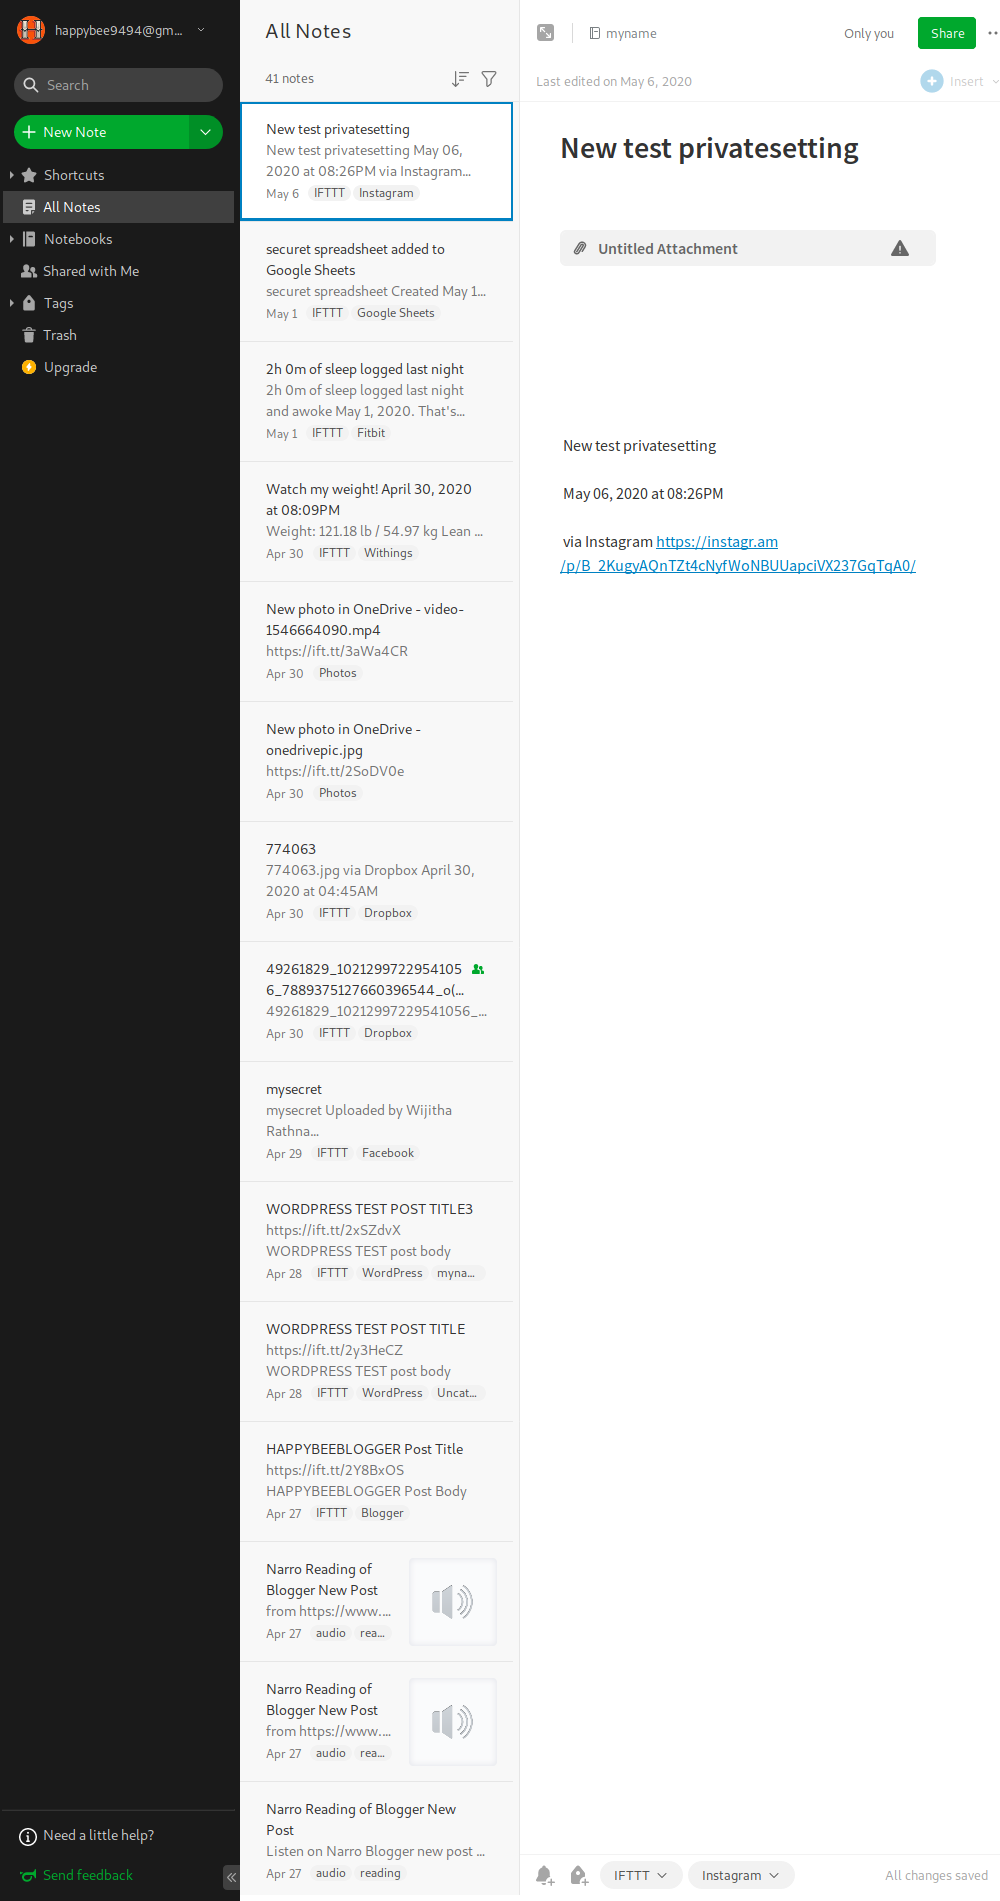 happybee9494@gm...
Search
New Note
Shortcuts
All Notes
Notebooks
Shared with Me
Tags
Trash
Upgrade
Need a little help?
Send feedback
All Notes
41 notes
New test privatesetting
New test privatesetting May 06,
2020 at 08:26PM via Instagram...
May 6 IFTTT Instagram
securet spreadsheet added to
Google Sheets
securet spreadsheet Created May 1...
May 1 IFTTT Google Sheets
2h 0m of sleep logged last night
2h 0m of sleep logged last night
and awoke May 1, 2020. That's...
May 1 IFTTT Fitbit
Watch my weight! April 30, 2020
at 08:09PM
Weight: 121.18 lb / 54.97 kg Lean ...
Apr 30 IFTTT Withings
New photo in OneDrive - video-
1546664090.mp4
https://ift.tt/3aWa4CR
Apr 30 Photos
New photo in OneDrive -
onedrivepic.jpg
https://ift.tt/2SoDV0e
Apr 30 Photos
774063
774063.jpg via Dropbox April 30,
2020 at 04:45AM
Apr 30 IFTTT Dropbox
49261829_1021299722954105
6_7889375127660396544_o(...
49261829_10212997229541056_...
Apr 30 IFTTT Dropbox
mysecret
mysecret Uploaded by Wijitha
Rathna...
Apr 29 IFTTT Facebook
WORDPRESS TEST POST TITLE3
https://ift.tt/2xSZdvX
WORDPRESS TEST post body
Apr 28 IFTTT WordPress myna...
WORDPRESS TEST POST TITLE
https://ift.tt/2y3HeCZ
WORDPRESS TEST post body
Apr 28 IFTTT WordPress Uncat...
HAPPYBEEBLOGGER Post Title
https://ift.tt/2Y8BxOS
HAPPYBEEBLOGGER Post Body
Apr 27 IFTTT Blogger
Narro Reading of
Blogger New Post
from https://www....
Apr 27 audio rea...
Narro Reading of
Blogger New Post
from https://www....
Apr 27 audio rea...
Narro Reading of Blogger New
Post
Listen on Narro Blogger new post ...
Apr 27 audio reading
myname
Only you
Share
Last edited on May 6, 2020
Insert
New test privatesetting
Untitled Attachment
New test privatesetting
May 06, 2020 at 08:26PM
via Instagram https://instagr.am
/p/B_2KugyAQnTZt4cNyfWoNBUUapciVX237GqTqA0/
IFTTT Instagram All changes saved